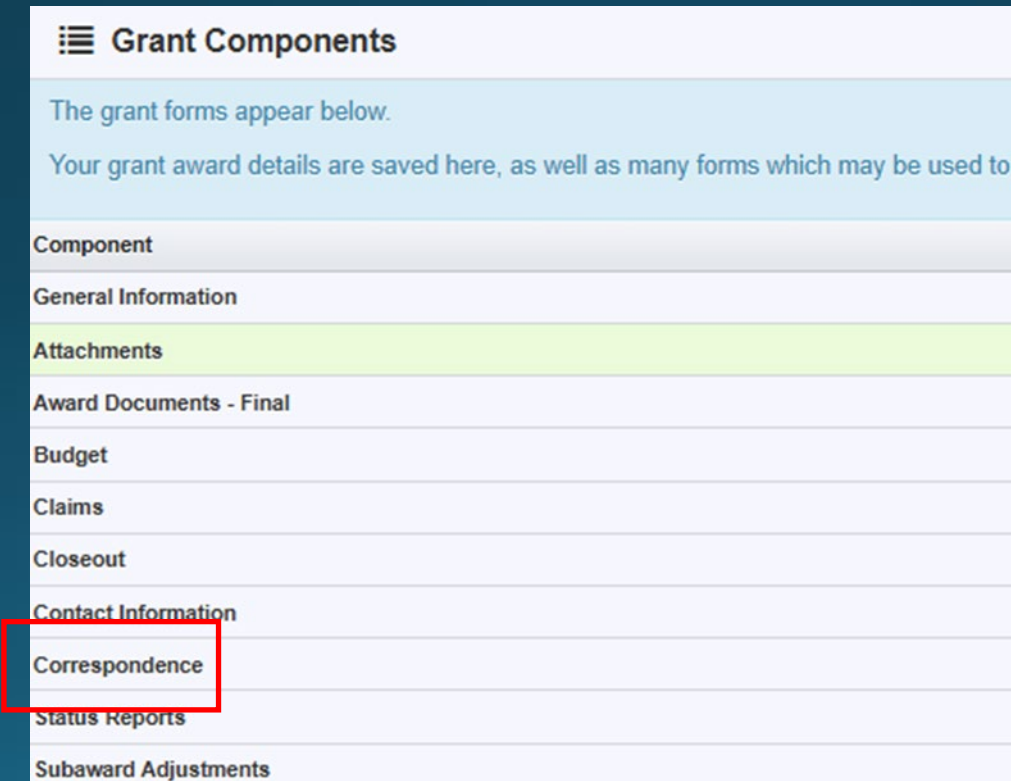 Grant Components
The grant forms appear below.
Your grant award details are saved here, as well as many forms which may be used to
Component
General Information
Attachments
Award Documents - Final
Budget
Claims
Closeout
Contact Information
Correspondence
Status Reports
Subaward Adjustments